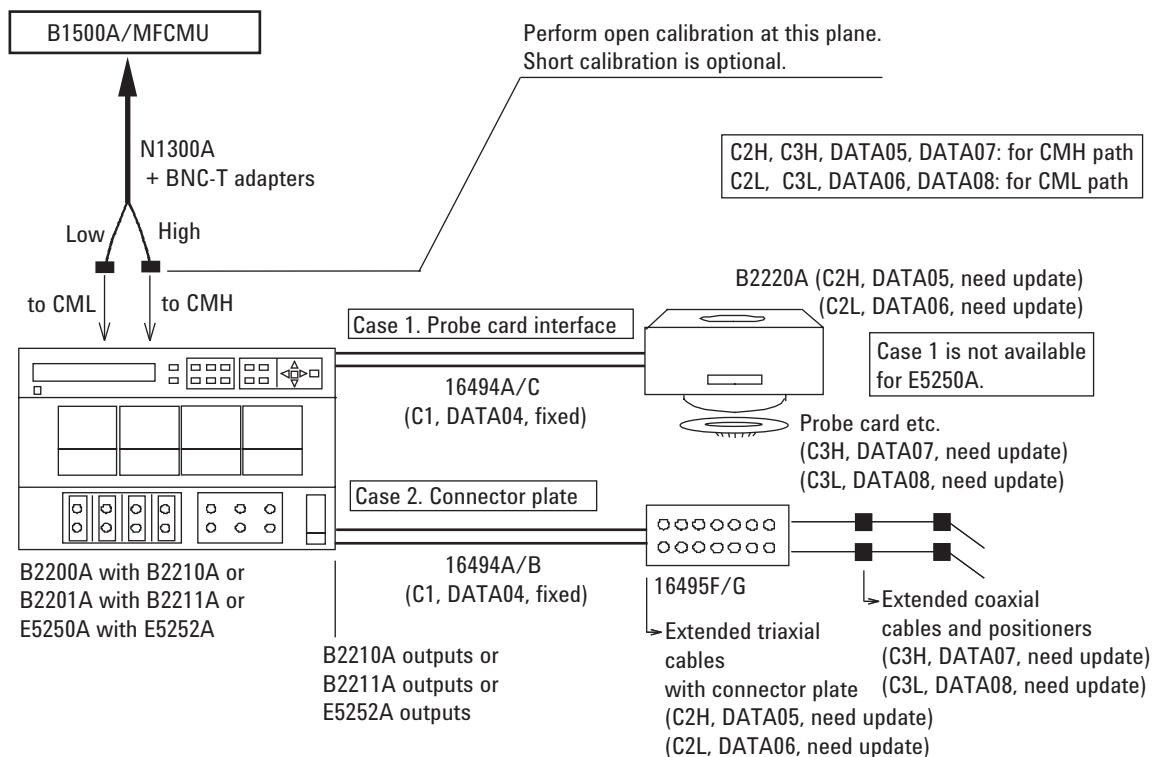 B1500A/MFCMU
Perform open calibration at this plane.
Short calibration is optional.
N1300A
+ BNC-T adapters
C2H, C3H, DATA05, DATA07: for CMH path
C2L, C3L, DATA06, DATA08: for CML path
Low
High
to CML
to CMH
B2220A (C2H, DATA05, need update)
(C2L, DATA06, need update)
Case 1. Probe card interface
Case 1 is not available
for E5250A.
16494A/C
(C1, DATA04, fixed)
Probe card etc.
(C3H, DATA07, need update)
(C3L, DATA08, need update)
Case 2. Connector plate
16494A/B
(C1, DATA04, fixed)
16495F/G
B2200A with B2210A or
B2201A with B2211A or
E5250A with E5252A
B2210A outputs or
B2211A outputs or
E5252A outputs
Extended triaxial
cables
with connector plate
(C2H, DATA05, need update)
(C2L, DATA06, need update)
Extended coaxial
cables and positioners
(C3H, DATA07, need update)
(C3L, DATA08, need update)